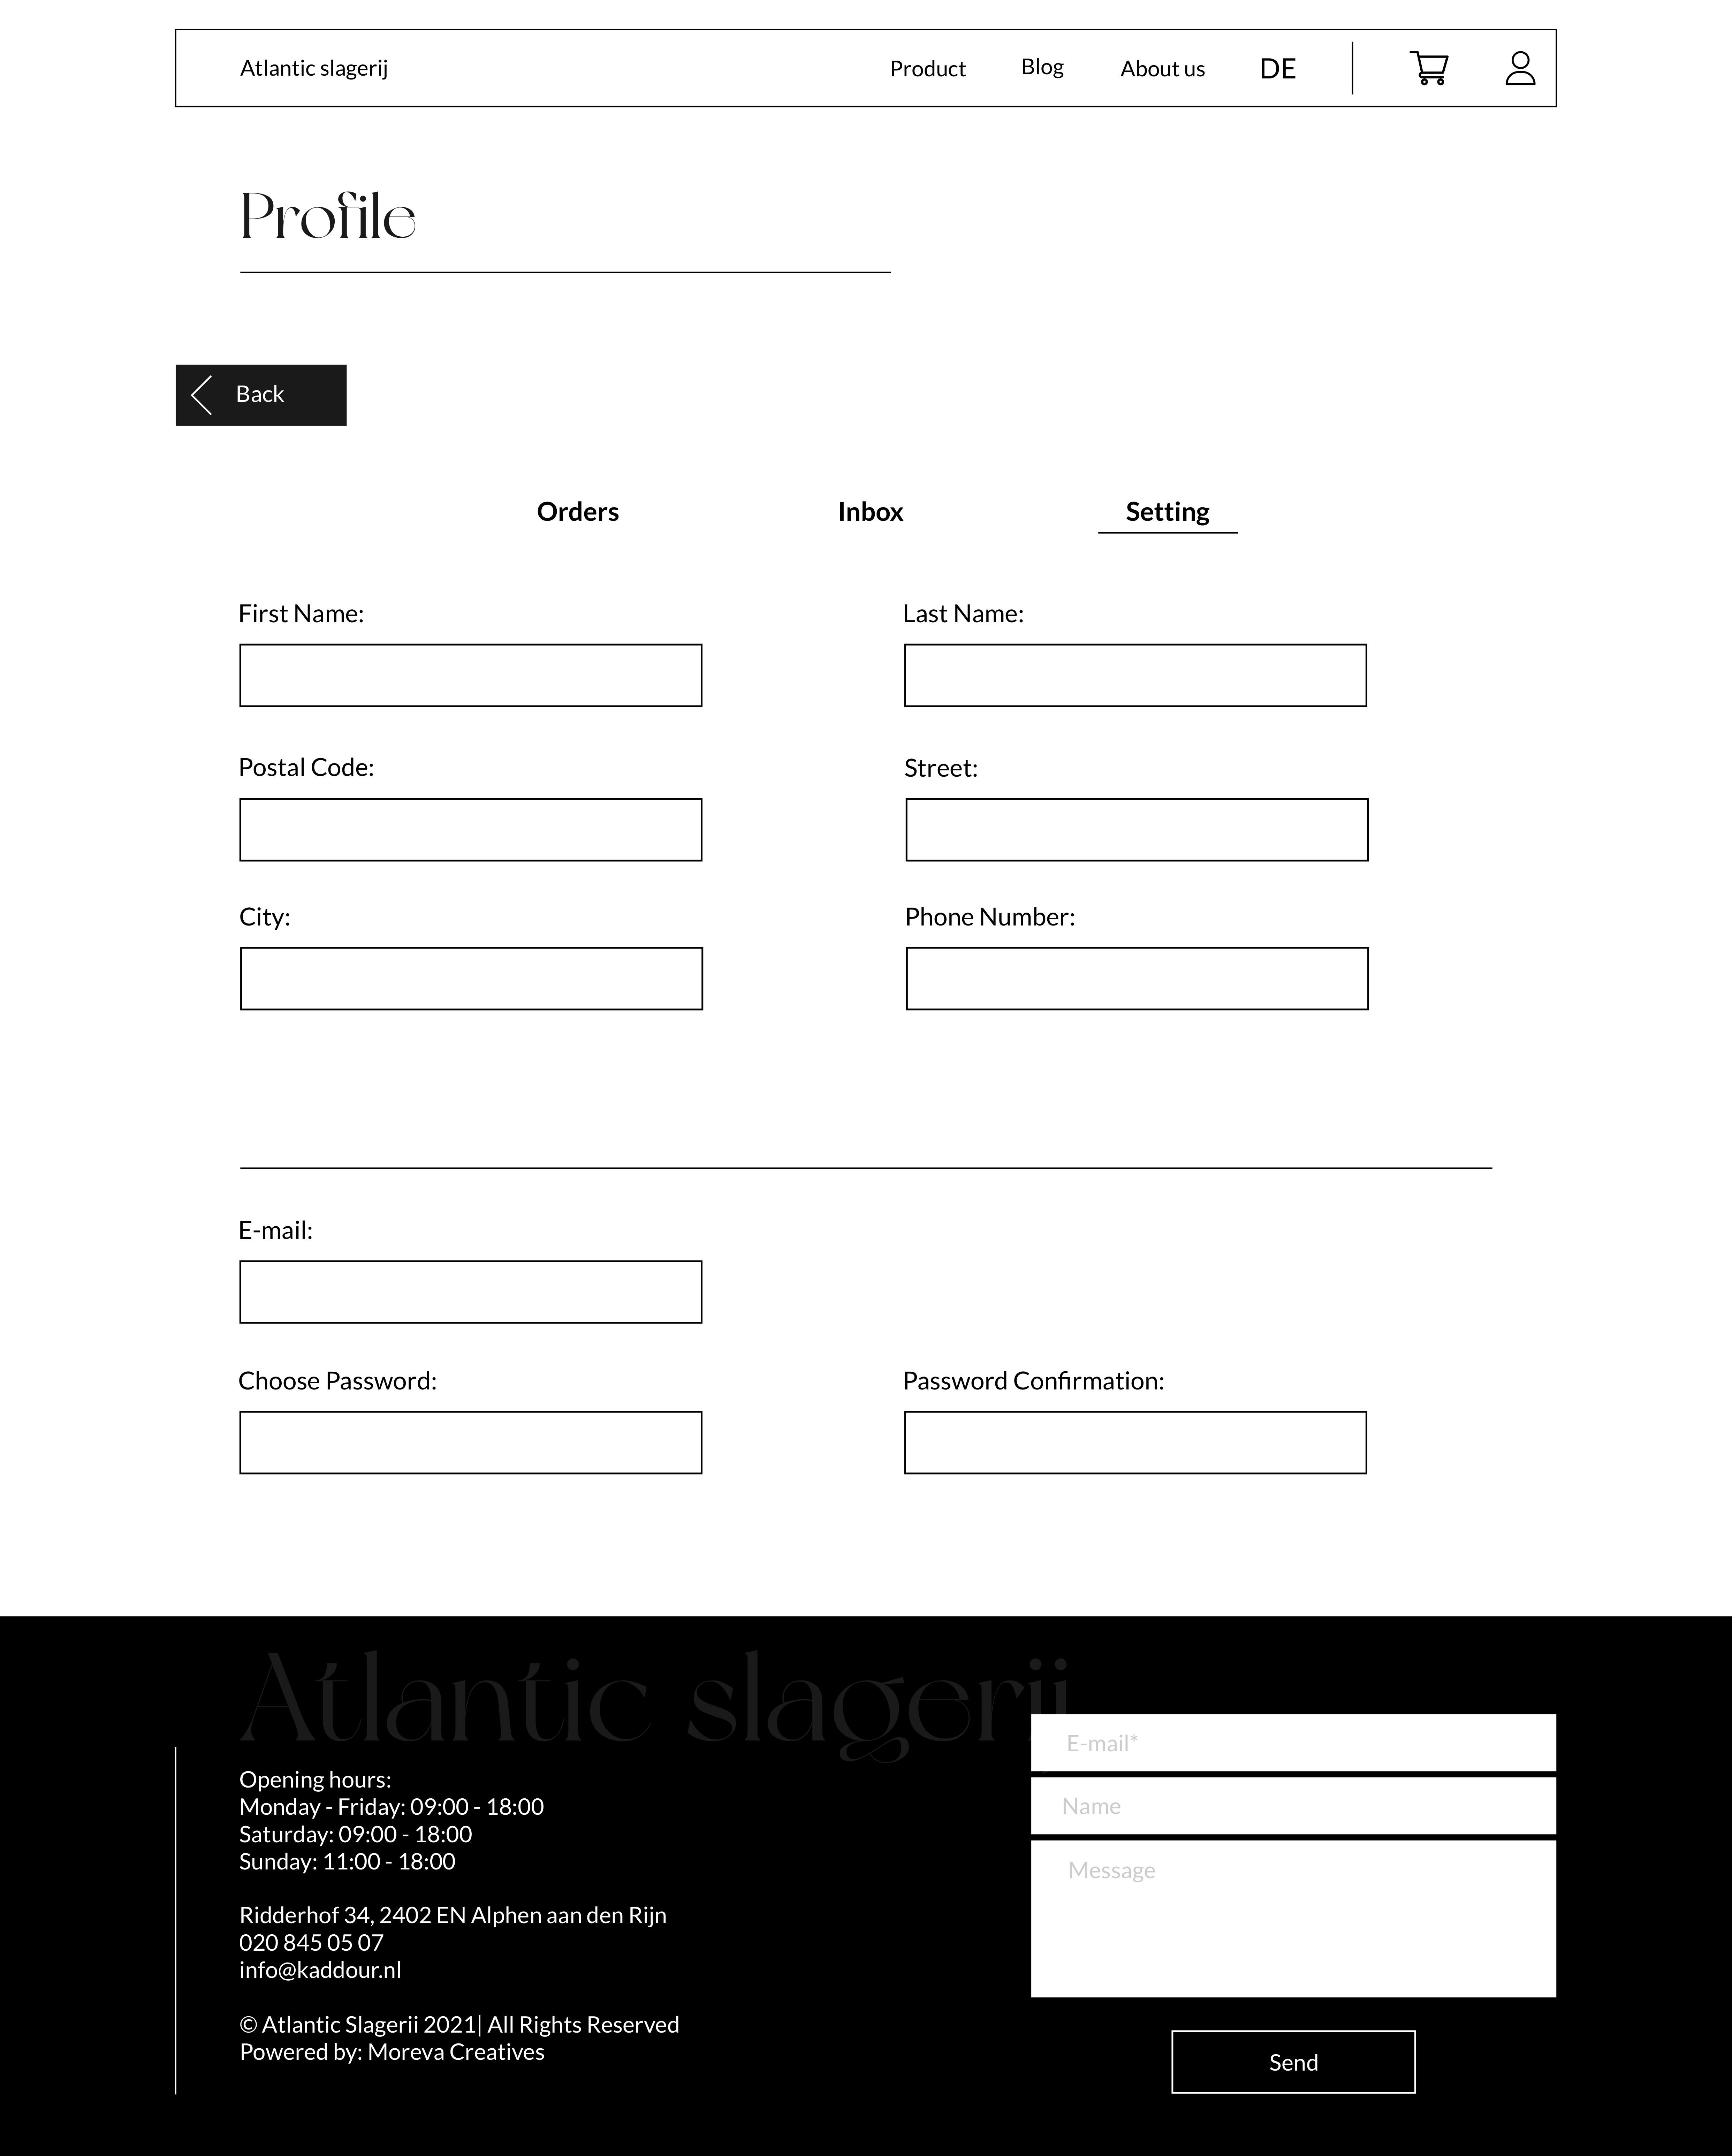 Atlantic slagerij
Product
Blog
About us
DE
Profile
Back
Orders
Inbox
Setting
First Name:
Last Name:
Postal Code:
Street:
City:
Phone Number:
E-mail:
Choose Password:
Password Confirmation:
Atlantic slagerij
Opening hours:
Monday - Friday: 09:00 - 18:00
Saturday: 09:00 - 18:00
Sunday: 11:00 - 18:00
Ridderhof 34, 2402 EN Alphen aan den Rijn
020 845 05 07
info@kaddour.nl
© Atlantic Slagerii 2021| All Rights Reserved
Powered by: Moreva Creatives
E-mail*
Name
Message
Send